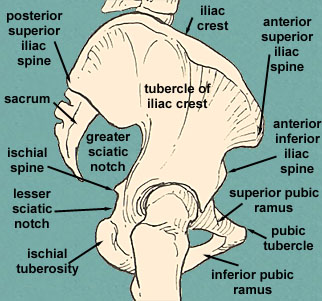 posterior
superior
iliac
spine
iliac
crest
anterior
superior
iliac
spine
sacrum
tubercle of
iliac crest
greater
sciatic
notch
anterior
inferior
iliac
spine
ischial
spine
lesser
sciatic
notch
superior pubic
ramus
pubic
tubercle
ischial
tuberosity
inferior pubic
ramus